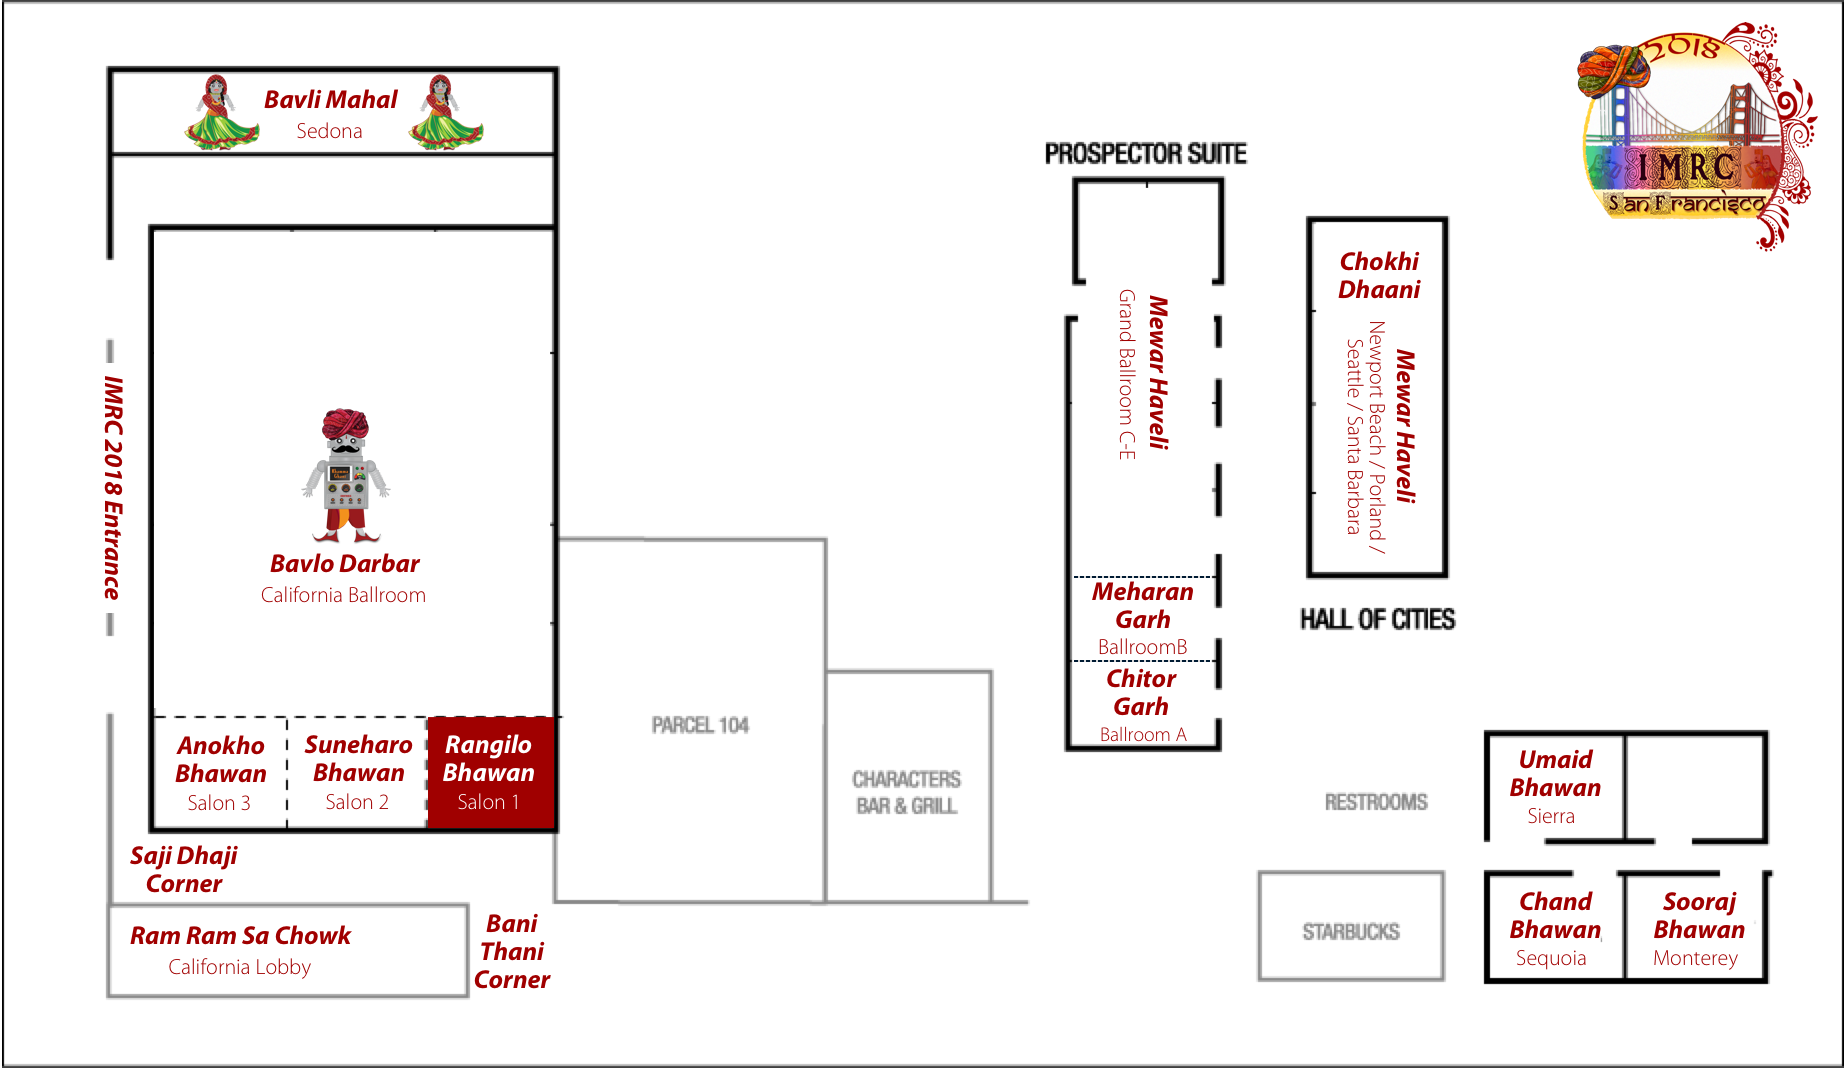 2018
IMRC
San Francisco
Bavli Mahal
Sedona
PROSPECTOR SUITE
Mewar Haveli
Grand Ballroom C-E
Chokhi
Dhaani
Mewar Haveli
Newport Beach / Porland /
Seattle / Santa Barbara
HALL OF CITIES
IMRC 2018 Entrance
Bavlo Darbar
California Ballroom
Meharan
Garh
BallroomB
Chitor
Garh
Ballroom A
Anokho
Bhawan
Salon 3
Suneharo
Bhawan
Salon 2
Rangilo
Bhawan
Salon 1
PARCEL 104
CHARACTERS
BAR & GRILL
RESTROOMS
Umaid
Bhawan
Sierra
Saji Dhaji
Corner
Ram Ram Sa Chowk
California Lobby
Bani
Thani
Corner
STARBUCKS
Chand
Bhawan
Sequoia
Sooraj
Bhawan
Monterey